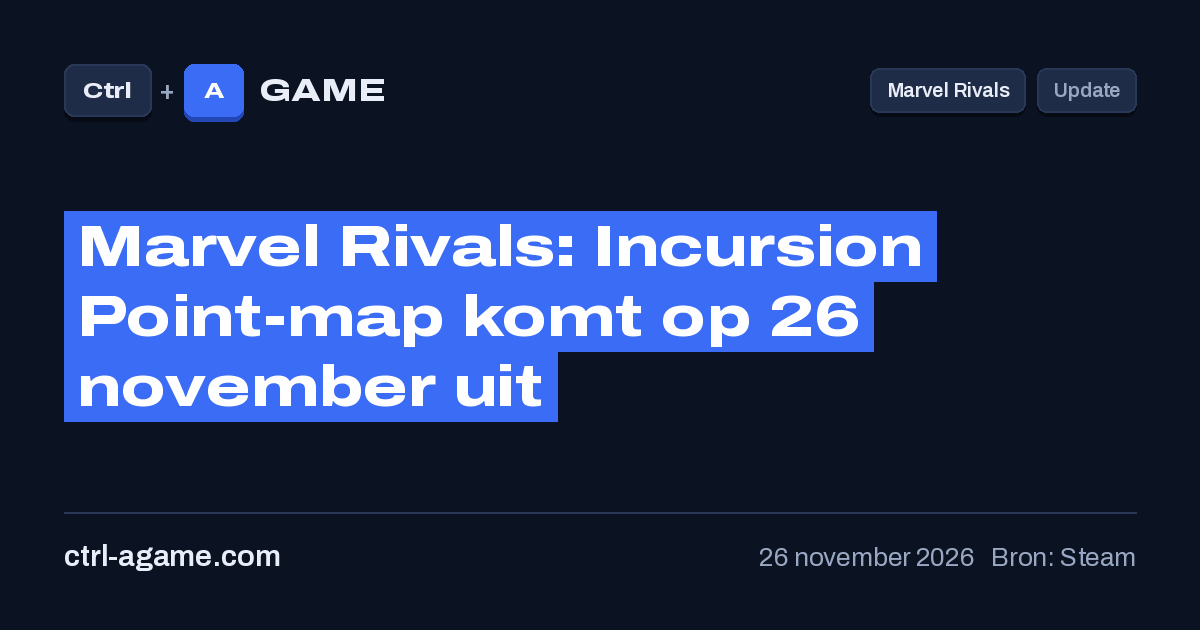 Ctrl + A GAME
Marvel Rivals Update
Marvel Rivals: Incursion
Point-map komt op 26
november uit
ctrl-agame.com
26 november 2026 Bron: Steam